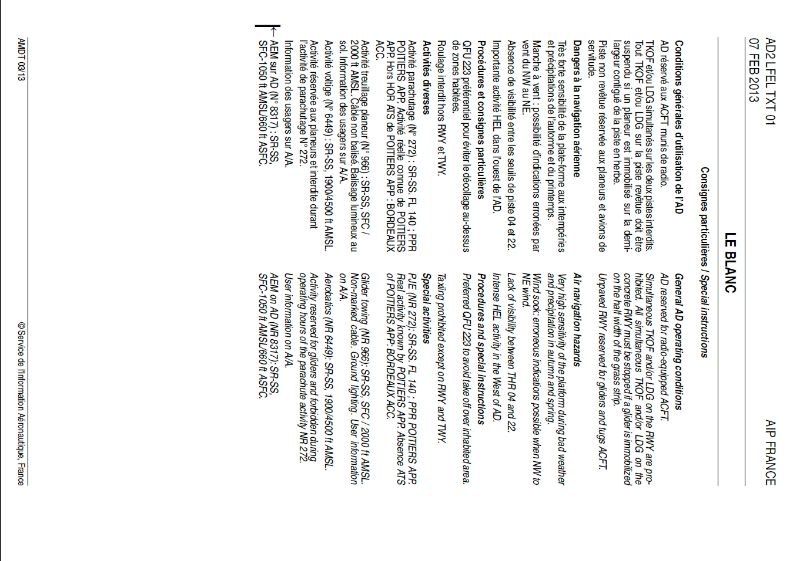 AD2 LFEL TXT 01
07 FEB 2013
AIP FRANCE
LE BLANC
Consignes particulières / Special instructions
Conditions générales d'utilisation de l'AD
AD réservé aux ACFT munis de radio.
TKOF et/ou LDG simultanés sur les deux pistes interdits.
Tout TKOF et/ou LDG sur la piste revêtue doit être
suspendu si un planeur est immobilisé sur la demi-
largeur contiguë de la piste en herbe.
Piste non revêtue réservée aux planeurs et avions de
servitude.
Dangers à la navigation aérienne
Très forte sensibilité de la plate-forme aux intempéries
et précipitations de l'automne et du printemps.
Manche à vent : possibilité d'indications erronées par
vent du NW au NE.
Absence de visibilité entre les seuils de piste 04 et 22.
Importante activité HEL dans l'ouest de l'AD.
Procédures et consignes particulières
QFU 223 préférentiel pour éviter le décollage au-dessus
de zones habitées.
Roulage interdit hors RWY et TWY.
Activités diverses
Activité parachutage (N° 272) : SR-SS. FL 140 ; PPR
POITIERS APP. Activité réelle connue de POITIERS
APP. Hors HOR ATS de POITIERS APP : BORDEAUX
ACC.
Activité treuillage planeur (N° 966) : SR-SS, SFC /
2000 ft AMSL. Câble non balisé. Balisage lumineux au
sol. Information des usagers sur A/A.
Activité voltige (N° 6449) : SR-SS, 1900/4500 ft AMSL.
Activité réservée aux planeurs et interdite durant
l'activité de parachutage N° 272.
Information des usagers sur A/A.
AEM sur AD (N° 8317) : SR-SS,
SFC-1050 ft AMSL/660 ft ASFC.
General AD operating conditions
AD reserved for radio-equipped ACFT.
Simultaneous TKOF and/or LDG on the RWY are pro-
hibited. All simultaneous TKOF and/or LDG on the
concrete RWY must be stopped if a glider is immobilized
on the half width of the grass strip.
Unpaved RWY reserved for gliders and tugs ACFT.
Air navigation hazards
Very high sensitivity of the platform during bad weather
and precipitation in autumn and spring.
Wind sock: erroneous indications possible when NW to
NE wind.
Lack of visibility between THR 04 and 22.
Intense HEL activity in the West of AD.
Procedures and special instructions
Preferred QFU 223 to avoid take off over inhabited area.
Taxiing prohibited except on RWY and TWY.
Special activities
PJE (NR 272): SR-SS. FL 140 ; PPR POITIERS APP.
Real activity known by POITIERS APP. Absence ATS
of POITIERS APP: BORDEAUX ACC.
Glider towing (NR 966): SR-SS, SFC / 2000 ft AMSL.
Non-marked cable. Ground lighting. User information
on A/A.
Aerobatics (NR 6449): SR-SS, 1900/4500 ft AMSL.
Activity reserved for gliders and forbidden during
operating hours of the parachute activity NR 272.
User information on A/A.
AEM on AD (NR 8317): SR-SS,
SFC-1050 ft AMSL/660 ft ASFC.
AMDT 03/13
© Service de l'Information Aéronautique, France